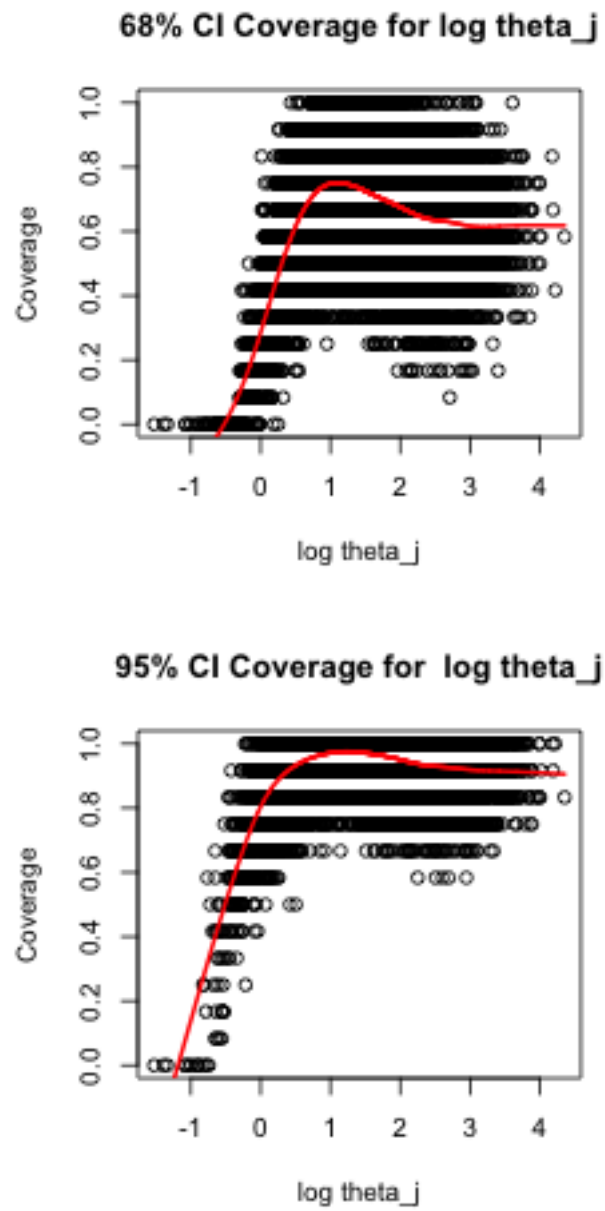 68% CI Coverage for log theta_j
Coverage
0.0 0.2 0.4 0.6 0.8 1.0
-1 0 1 2 3 4
log theta_j
95% CI Coverage for log theta_j
Coverage
0.0 0.2 0.4 0.6 0.8 1.0
-1 0 1 2 3 4
log theta_j